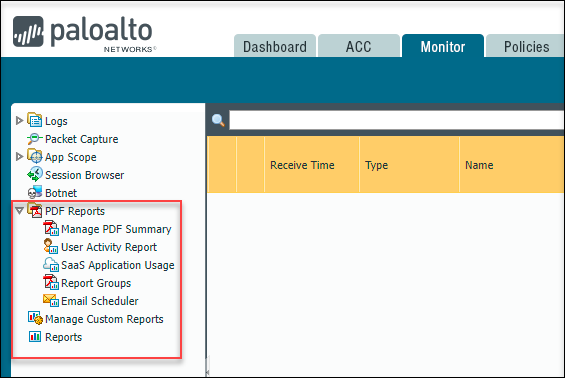 paloalto
NETWORKS®
Dashboard ACC Monitor Policies
Logs
Packet Capture
App Scope
Session Browser
Botnet
PDF Reports
Manage PDF Summary
User Activity Report
SaaS Application Usage
Report Groups
Email Scheduler
Manage Custom Reports
Reports
Receive Time Type Name